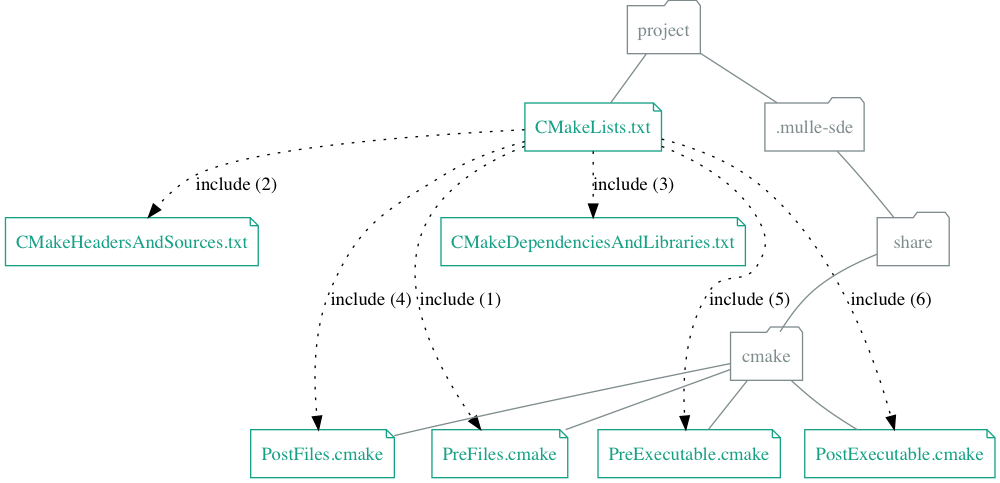 project
CMakeLists.txt
.mulle-sde
include (2)
include (3)
CMakeHeadersAndSources.txt
CMakeDependenciesAndLibraries.txt
share
include (4)
include (1)
include (5)
include (6)
cmake
PostFiles.cmake
PreFiles.cmake
PreExecutable.cmake
PostExecutable.cmake